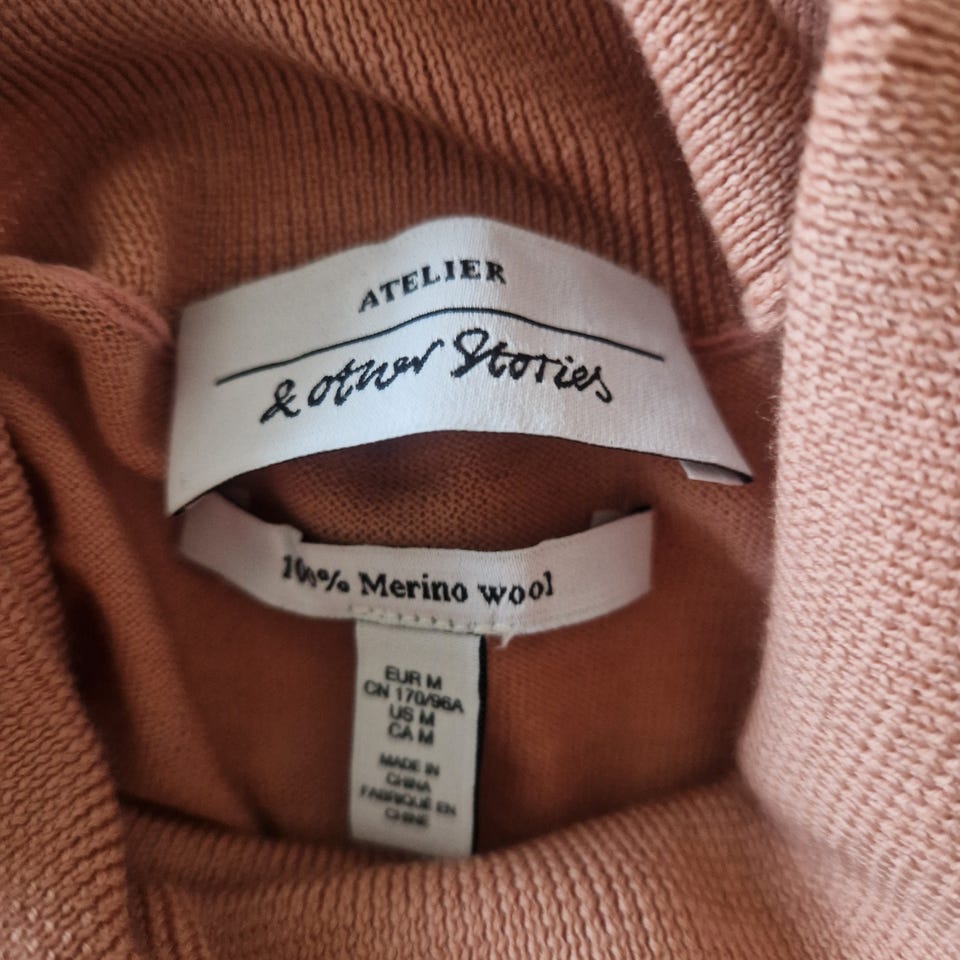 ATELIER
& other Stories
100% Merino wool
EUR M
CN 170/96A
US M
CA M
MADE IN
CHINA
FABRIQUÉ EN
CHINE